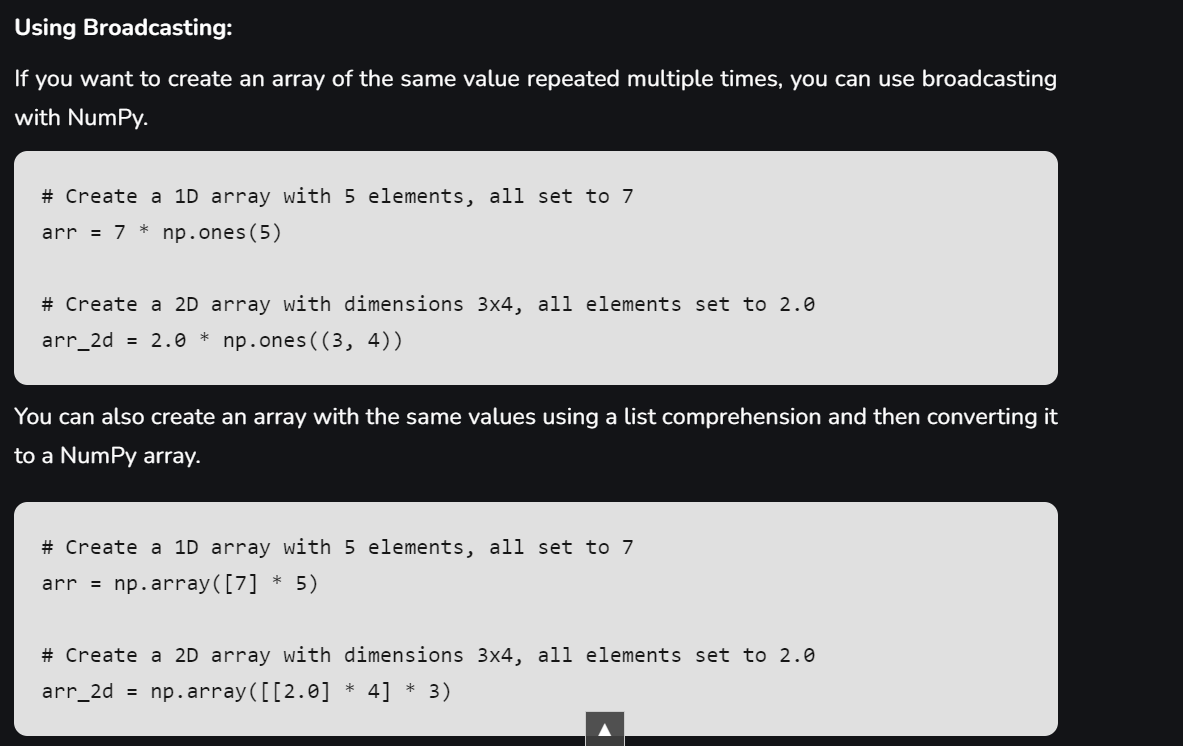 Using Broadcasting:
If you want to create an array of the same value repeated multiple times, you can use broadcasting
with NumPy.
# Create a 1D array with 5 elements, all set to 7
arr = 7 * np.ones(5)
# Create a 2D array with dimensions 3x4, all elements set to 2.0
arr_2d = 2.0 * np.ones((3, 4))
You can also create an array with the same values using a list comprehension and then converting it
to a NumPy array.
# Create a 1D array with 5 elements, all set to 7
arr = np.array([7] * 5)
# Create a 2D array with dimensions 3x4, all elements set to 2.0
arr_2d = np.array([[2.0] * 4] * 3)